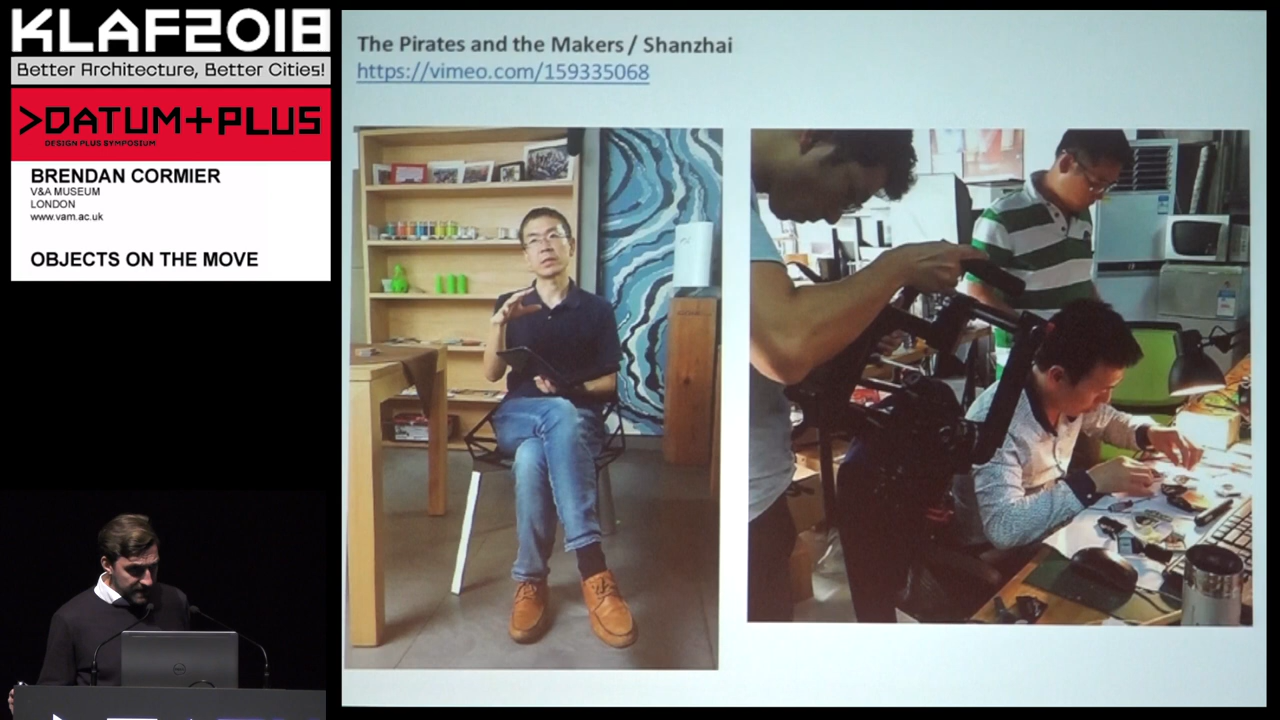 KLAF2018
Better Architecture, Better Cities!
>DATUM+PLUS
DESIGN PLUS SYMPOSIUM
BRENDAN CORMIER
V&A MUSEUM
LONDON
www.vam.ac.uk
OBJECTS ON THE MOVE
The Pirates and the Makers / Shanzhai
https://vimeo.com/159335068
DELL